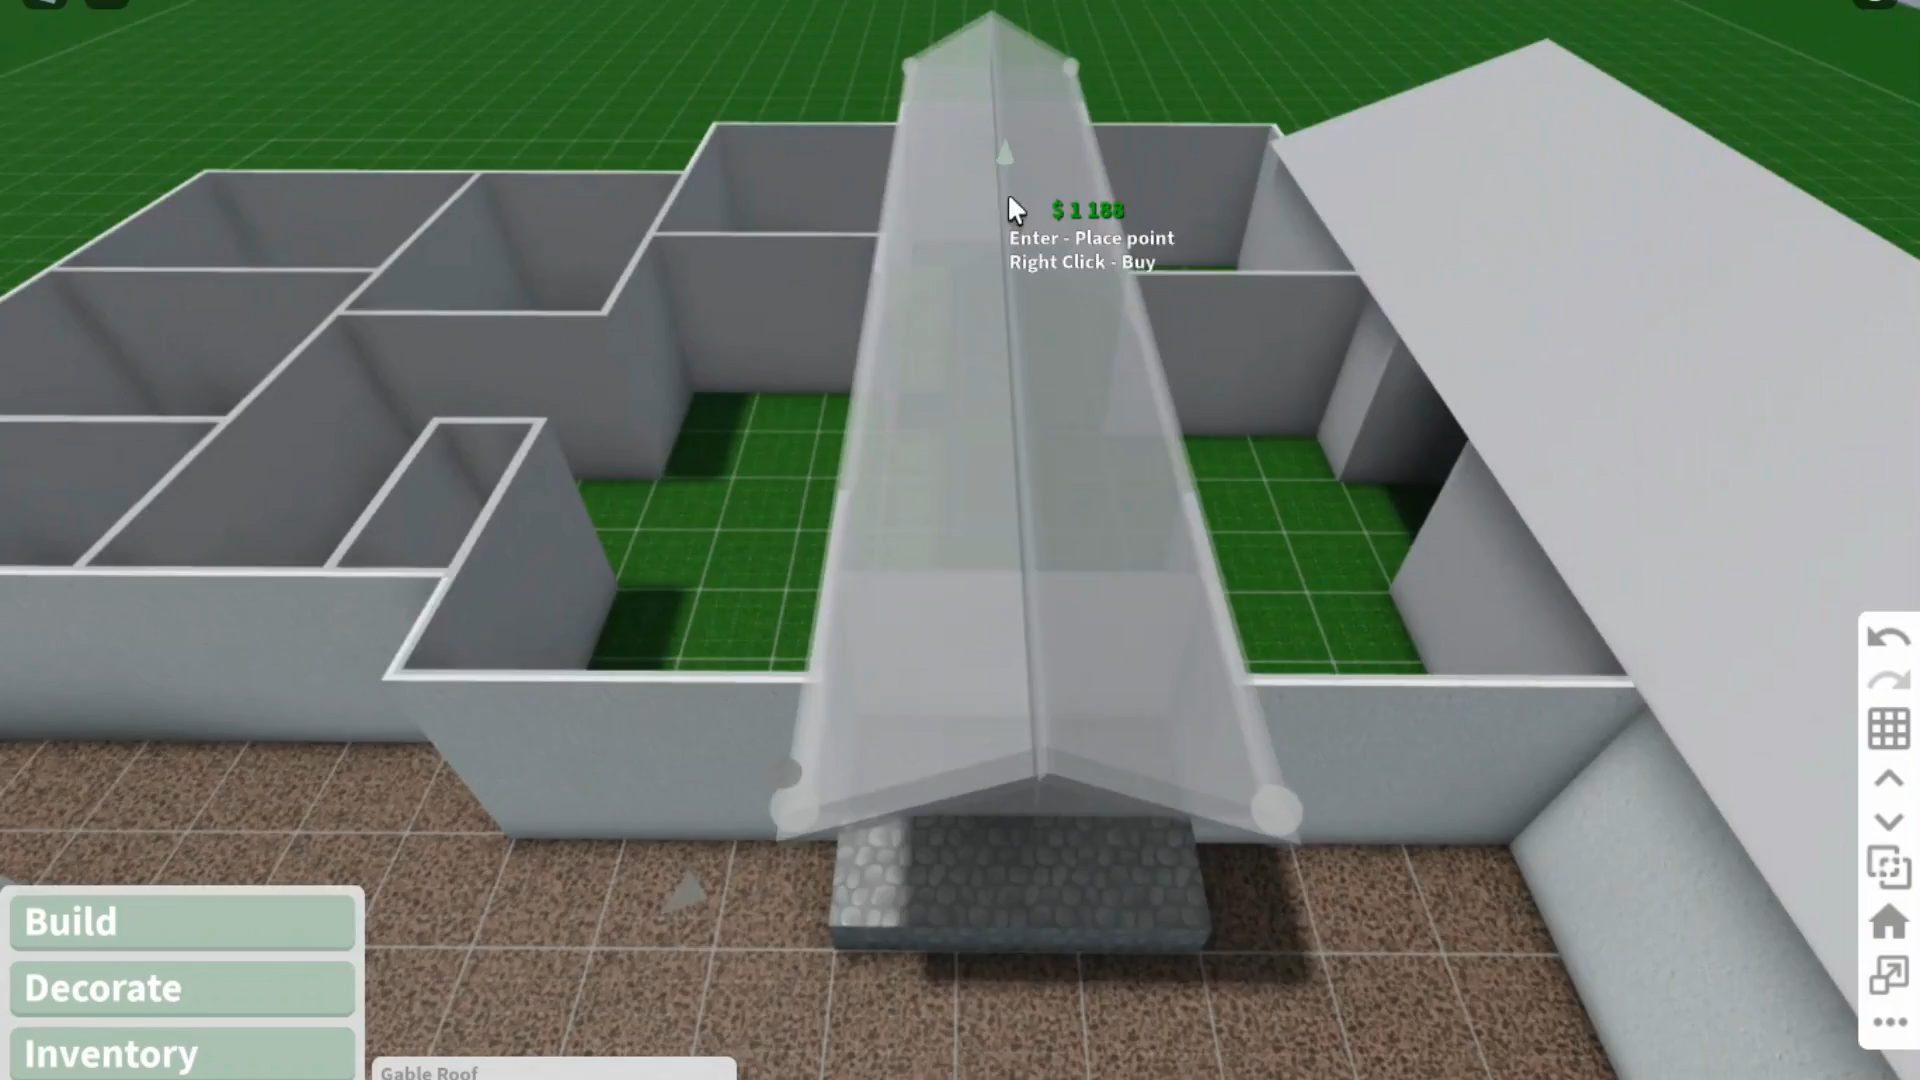 $ 1 188
Enter - Place point
Right Click - Buy
Build
Decorate
Inventory
Gable Roof